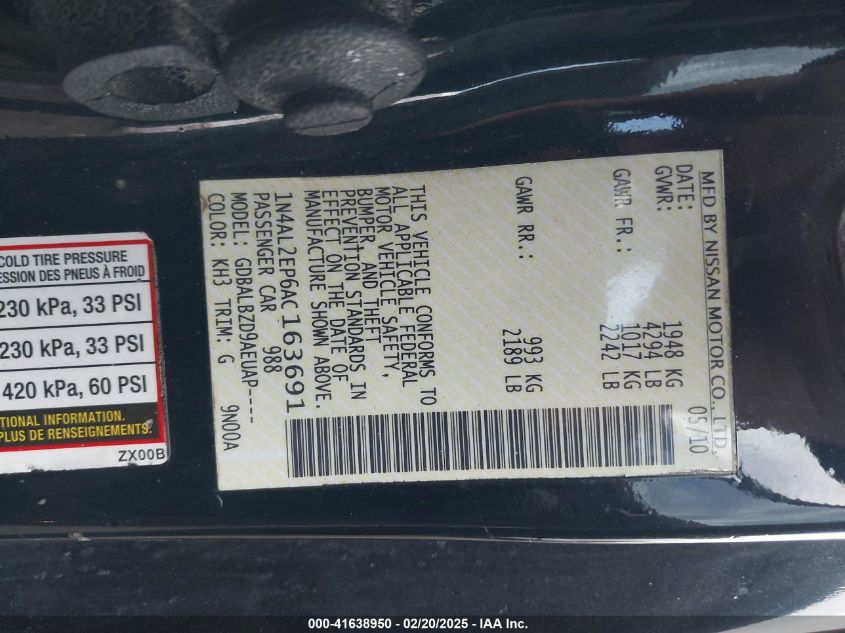 COLD TIRE PRESSURE
ESSION DES PNEUS À FROID
230 kPa, 33 PSI
230 kPa, 33 PSI
420 kPa, 60 PSI
TIONAL INFORMATION.
PLUS DE RENSEIGNEMENTS.
ZX00B
MFD BY NISSAN MOTOR CO., LTD.
DATE: 05/10
GVWR: 1948 KG
4294 LB
GAWR FR.: 1017 KG
2242 LB
GAWR RR.: 993 KG
2189 LB
THIS VEHICLE CONFORMS TO
ALL APPLICABLE FEDERAL
MOTOR VEHICLE SAFETY,
BUMPER, AND THEFT
PREVENTION STANDARDS IN
EFFECT ON THE DATE OF
MANUFACTURE SHOWN ABOVE.
1N4AL2EP6AC163691
PASSENGER CAR 988
MODEL: GDBALBZD9AEUAP----
COLOR: KH3 TRIM: G 9N00A
000-41638950 - 02/20/2025 - IAA Inc.